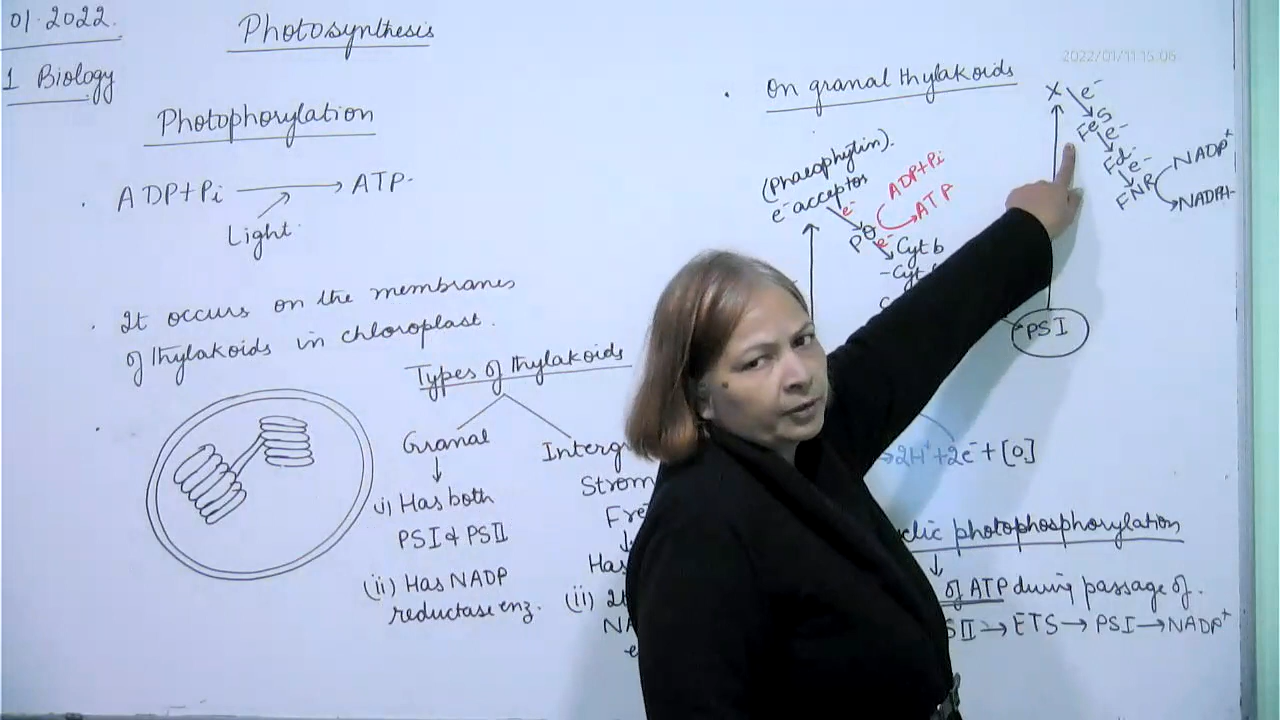 01.2022.
1 Biology
Photosynthesis
Photophorylation
ADP+Pi → ATP
Light
It occurs on the membranes
of thylakoids in chloroplast.
Types of thylakoids
Granal
(i) Has both
PSI & PSII
(ii) Has NADP
reductase enz.
Intergr
Strom
Fre
Has
(ii)
2022/01/11 15:06
On granal thylakoids
X e-
FeS e-
Fd e-
FNR
NADP+
NADPH
(Phaeophytin).
e- acceptor
e-
ADP+Pi
ATP
PQ
e-
Cyt b
-Cyt
PSI
→2H+ +2e- + [O]
clic photophosphorylation
of ATP during passage of
SII → ETS → PSI → NADP+